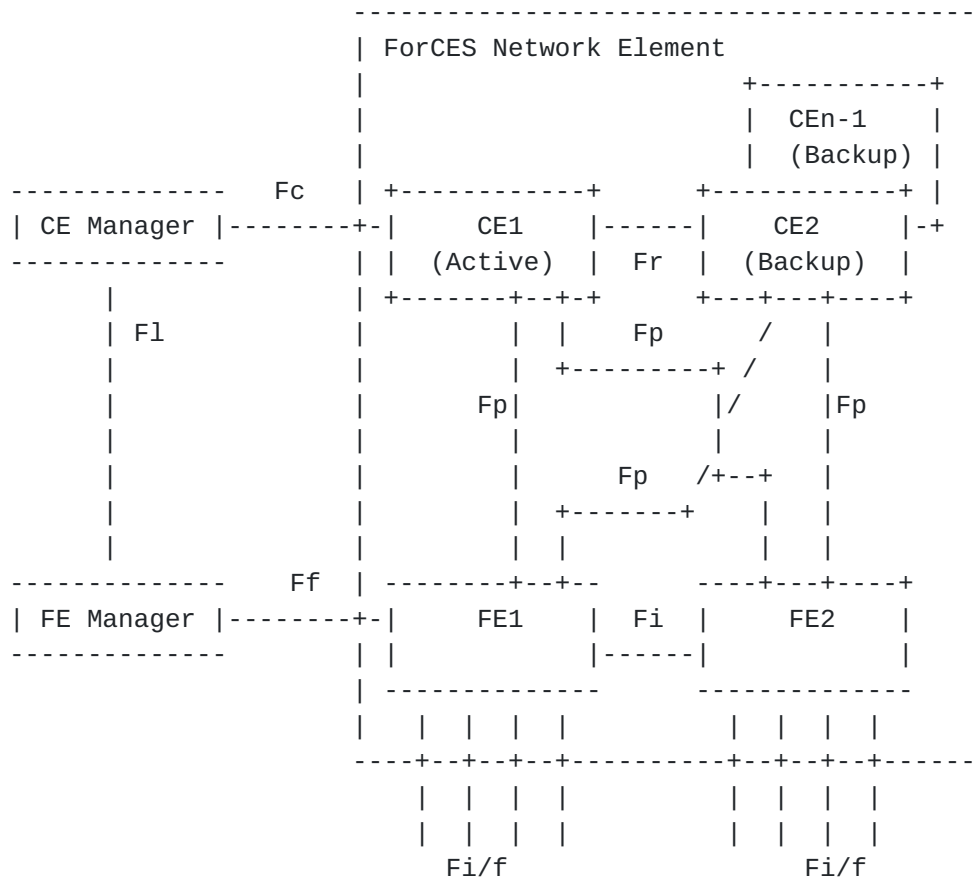 ForCES Network Element
CEn-1
(Backup)
Fc
CE Manager CE1 CE2
(Active) Fr (Backup)
Fl Fp
Fp Fp
Fp
Ff
FE Manager FE1 Fi FE2
Fi/f Fi/f